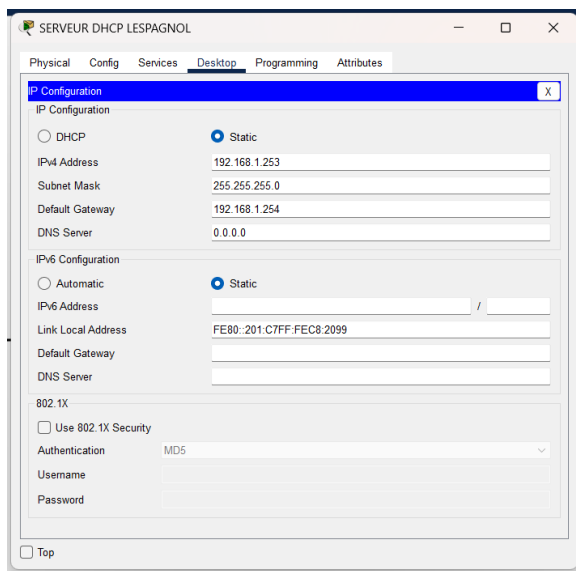 SERVEUR DHCP LESPAGNOL
Physical Config Services Desktop Programming Attributes
IP Configuration X
IP Configuration
DHCP Static
IPv4 Address 192.168.1.253
Subnet Mask 255.255.255.0
Default Gateway 192.168.1.254
DNS Server 0.0.0.0
IPv6 Configuration
Automatic Static
IPv6 Address /
Link Local Address FE80::201:C7FF:FEC8:2099
Default Gateway
DNS Server
802.1X
Use 802.1X Security
Authentication MD5
Username
Password
Top